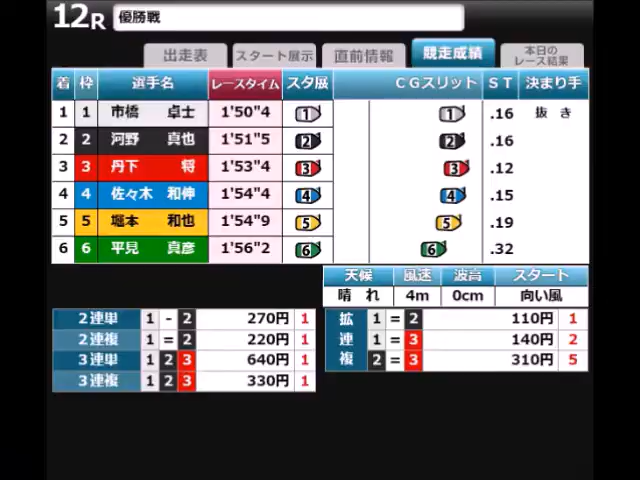 12R 優勝戦
出走表 スタート展示 直前情報 競走成績 本日のレース結果
着 枠 選手名 レースタイム スタ展 CGスリット ST 決まり手
1 1 市橋 卓士 1'50"4 1 1 .16 抜き
2 2 河野 真也 1'51"5 2 2 .16
3 3 丹下 将 1'53"4 3 3 .12
4 4 佐々木 和伸 1'54"4 4 4 .15
5 5 堀本 和也 1'54"9 5 5 .19
6 6 平見 真彦 1'56"2 6 6 .32
天候 風速 波高 スタート
晴れ 4m 0cm 向い風
2連単 1 - 2 270円 1
2連複 1 = 2 220円 1
3連単 1 2 3 640円 1
3連複 1 2 3 330円 1
拡 1 = 2 110円 1
連 1 = 3 140円 2
複 2 = 3 310円 5